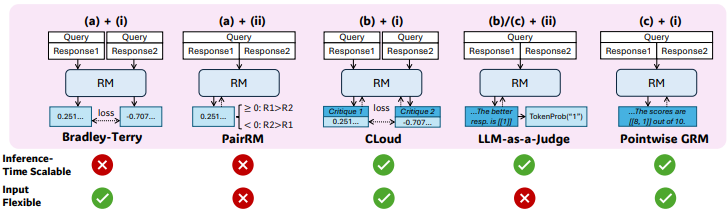 (a) + (i)
Query
Response1 Response2
RM
0.251... loss -0.707...
Bradley-Terry
(a) + (ii)
Query
Response1 Response2
RM
0.251...
≥ 0: R1>R2
< 0: R2>R1
PairRM
(b) + (i)
Query Query
Response1 Response2
RM
Critique 1 loss Critique 2
0.251... -0.707...
CLoud
(b)/(c) + (ii)
Query
Response1 Response2
RM
...The better
resp. is [[1]]
TokenProb("1")
LLM-as-a-Judge
(c) + (i)
Query
Response1 Response2
RM
...The scores are
[[8, 1]] out of 10.
Pointwise GRM
Inference-
Time Scalable
Input
Flexible